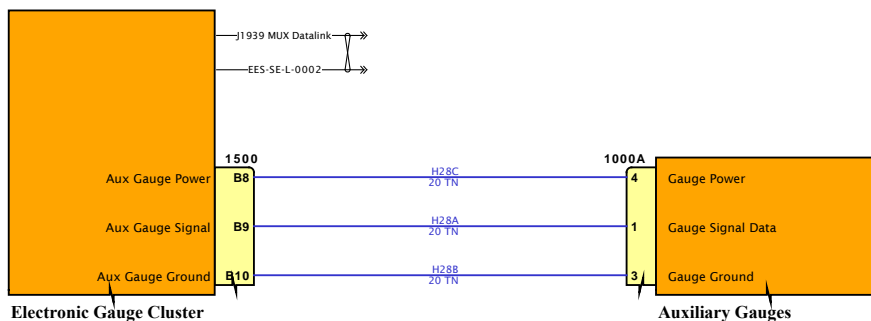 J1939 MUX Datalink
EES-SE-L-0002
1500
1000A
Aux Gauge Power
B8
H28C
20 TN
4
Gauge Power
Aux Gauge Signal
B9
H28A
20 TN
1
Gauge Signal Data
Aux Gauge Ground
B10
H28B
20 TN
3
Gauge Ground
Electronic Gauge Cluster
Auxiliary Gauges